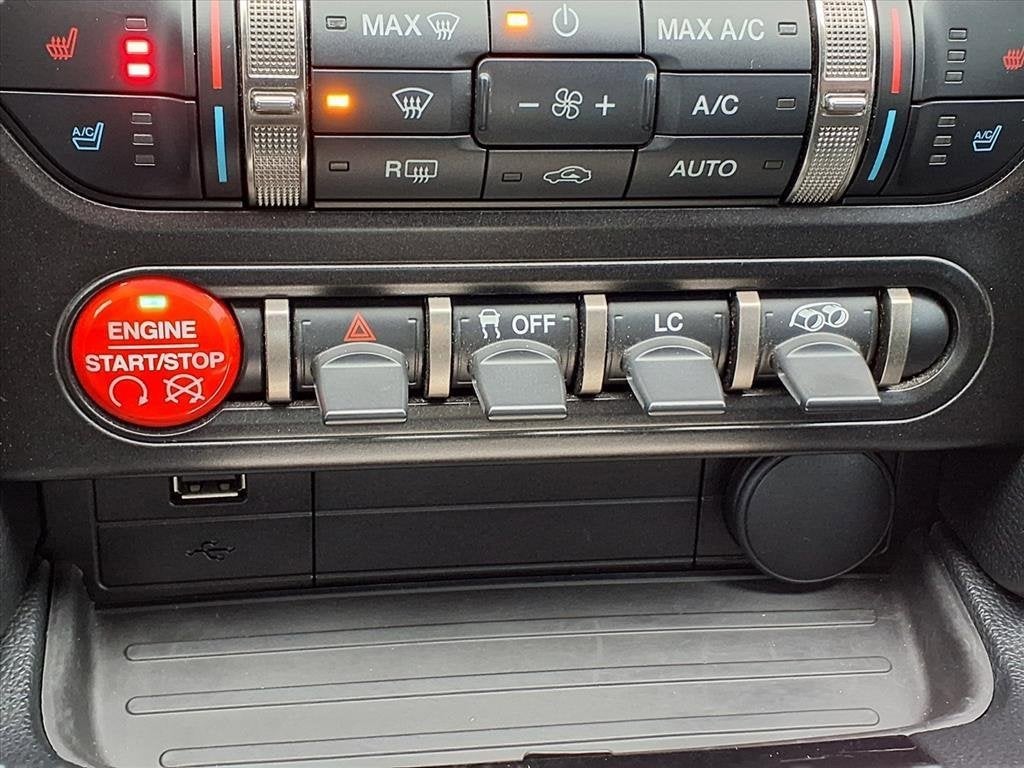 MAX
MAX A/C
A/C
- +
A/C
A/C
R
AUTO
ENGINE
START/STOP
OFF
LC